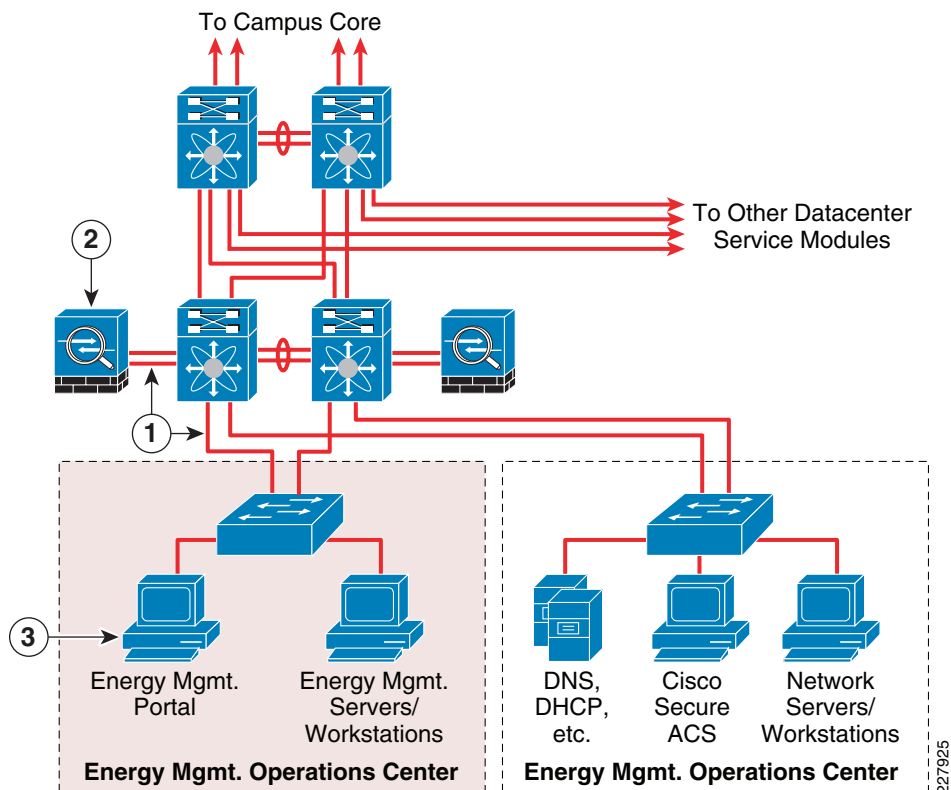 To Campus Core
To Other Datacenter
Service Modules
2
1
3
Energy Mgmt.
Portal
Energy Mgmt.
Servers/
Workstations
Energy Mgmt. Operations Center
DNS,
DHCP,
etc.
Cisco
Secure
ACS
Network
Servers/
Workstations
Energy Mgmt. Operations Center
227925